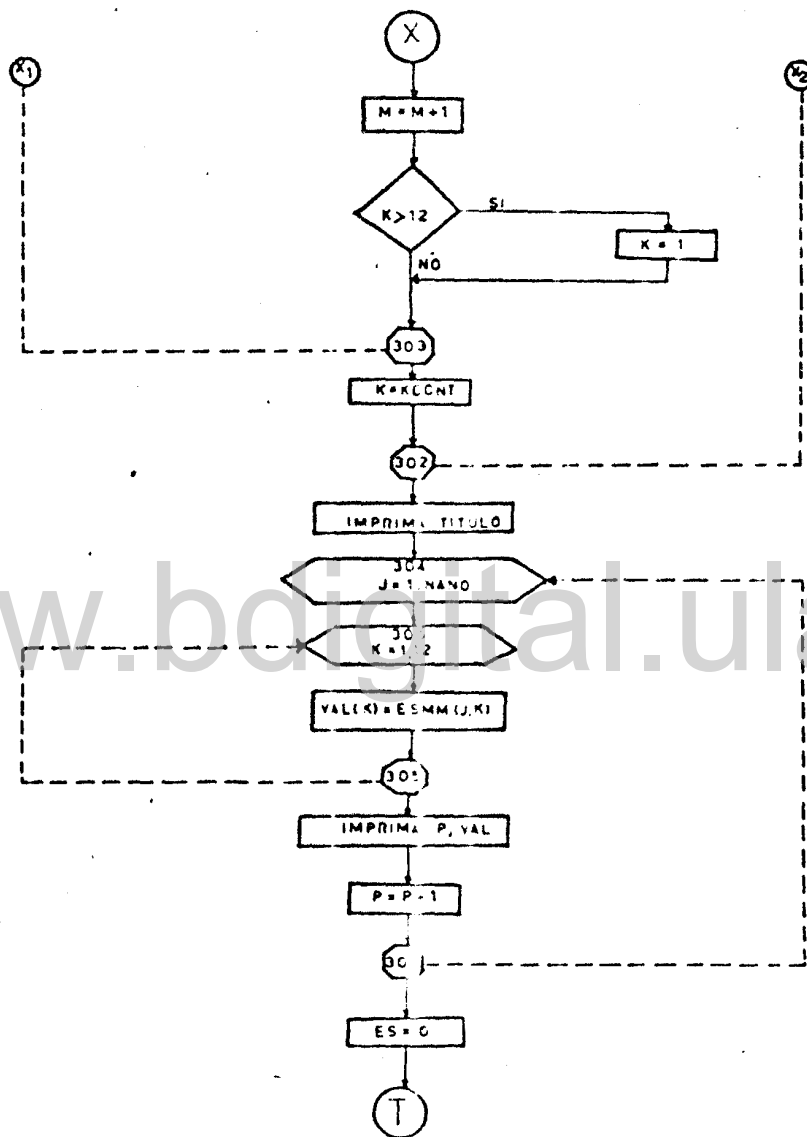 X
X1
X2
M = M+1
K>12
SI
K = 1
NO
303
K=KCONT
302
IMPRIMA TITULO
304
J = 1, NANO
K = 1,12
VAL(K) = ESMM(J,K)
305
IMPRIMA P, VAL
ES = 0
T
www.bdigital.ula